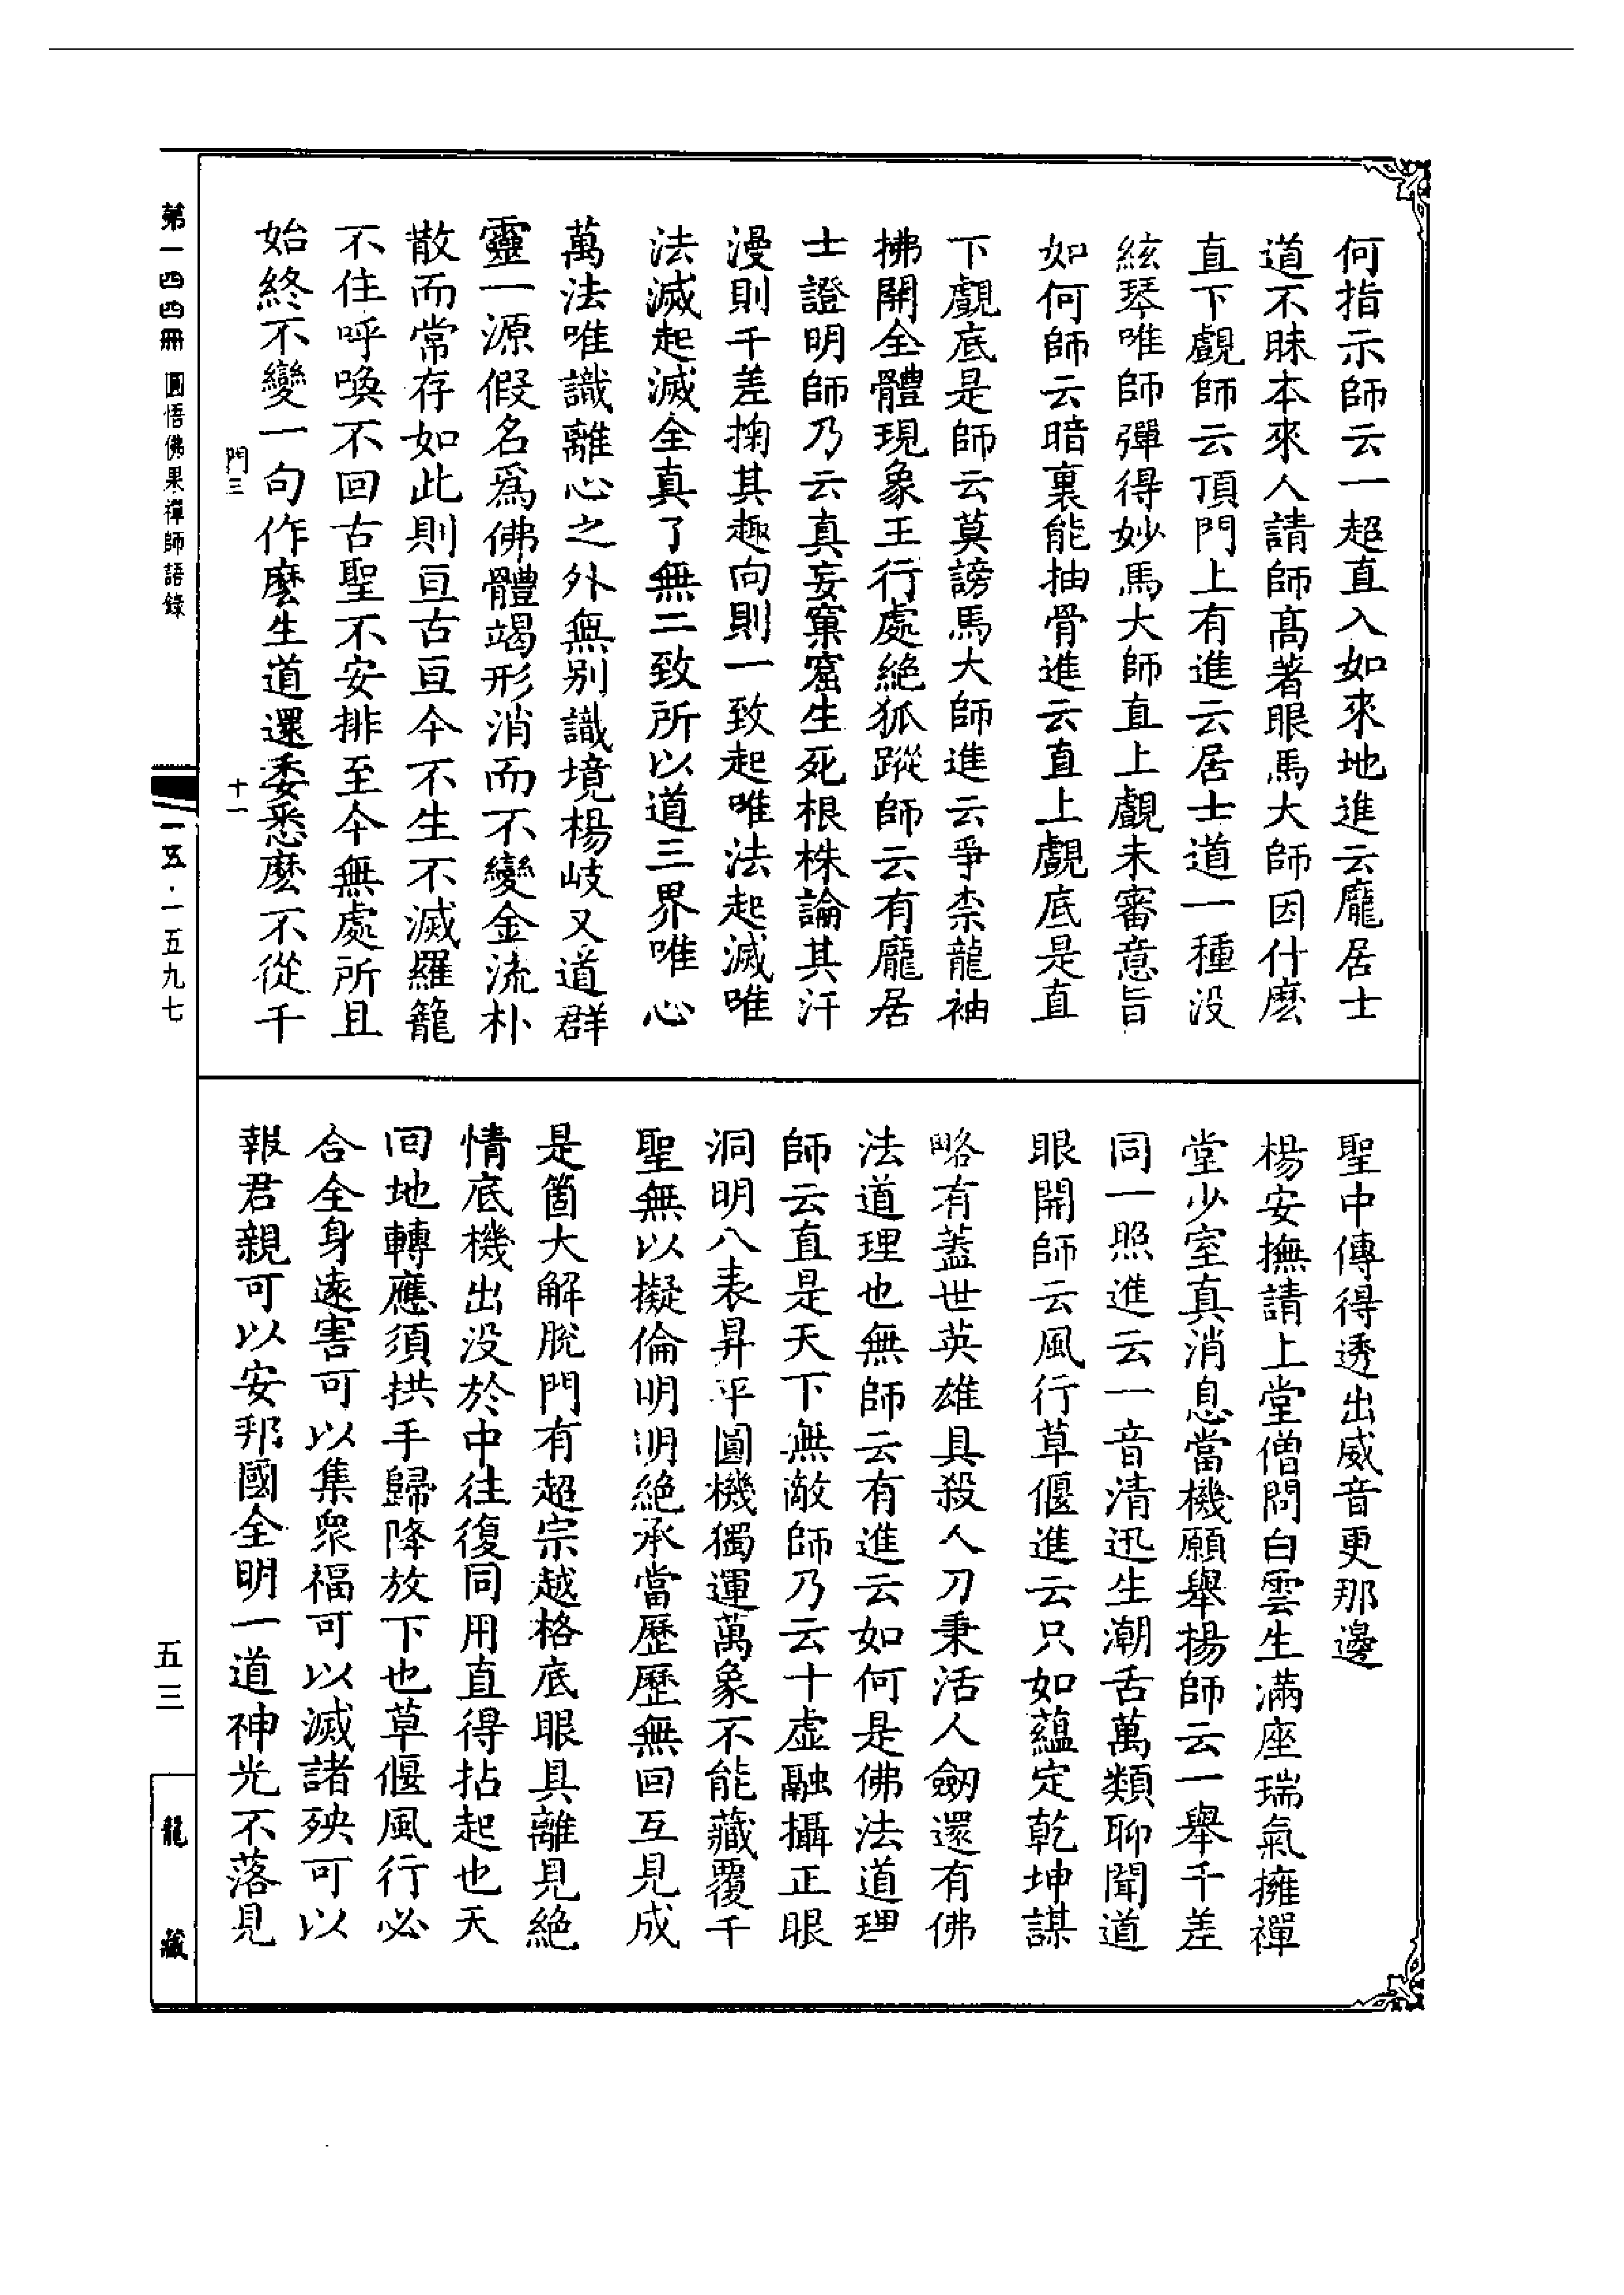 何指示師云一超直入如來地進云龐居士
道不昧本來人請師高著眼馬大師因什麼
直下覷師云頂門上有進云居士道一種沒
絃琴唯師彈得妙馬大師直上覷未審意旨
如何師云暗裏能抽骨進云直上覷底是直
下覷底是師云莫謗馬大師進云爭柰龍袖
拂開全體現象王行處絕狐蹤師云有龐居
士證明師乃云真妄窠窟生死根株論其汗
漫則千差掬其趣向則一致起唯法起滅唯
法滅起滅全真了無二致所以道三界唯心
萬法唯識離心之外無別識境楊岐又道群
靈一源假名為佛體竭形消而不變金流朴
散而常存如此則亘古亘今不生不滅羅籠
不住呼喚不回古聖不安排至今無處所且
始終不變一句作麼生道還委悉麼不從千
聖中傳得透出威音更那邊
楊安撫請上堂僧問白雲生滿座瑞氣擁禪
堂少室真消息當機願舉揚師云一舉千差
同一照進云一音清迅生潮舌萬類聊聞道
眼開師云風行草偃進云只如蘊定乾坤謀
略有蓋世英雄具殺人刀秉活人劒還有佛
法道理也無師云有進云如何是佛法道理
師云直是天下無敵師乃云十虛融攝正眼
洞明八表昇平圓機獨運萬象不能藏覆千
聖無以擬倫明明絕承當歷歷無回互見成
是箇大解脫門有超宗越格底眼具離見絕
情底機出沒於中往復同用直得拈起也天
回地轉應須拱手歸降放下也草偃風行必
合全身遠害可以集眾福可以滅諸殃可以
報君親可以安邦國全明一道神光不落見
門三 十一
第一四四冊 圓悟佛果禪師語錄
一五·一五九七
五三
龍藏